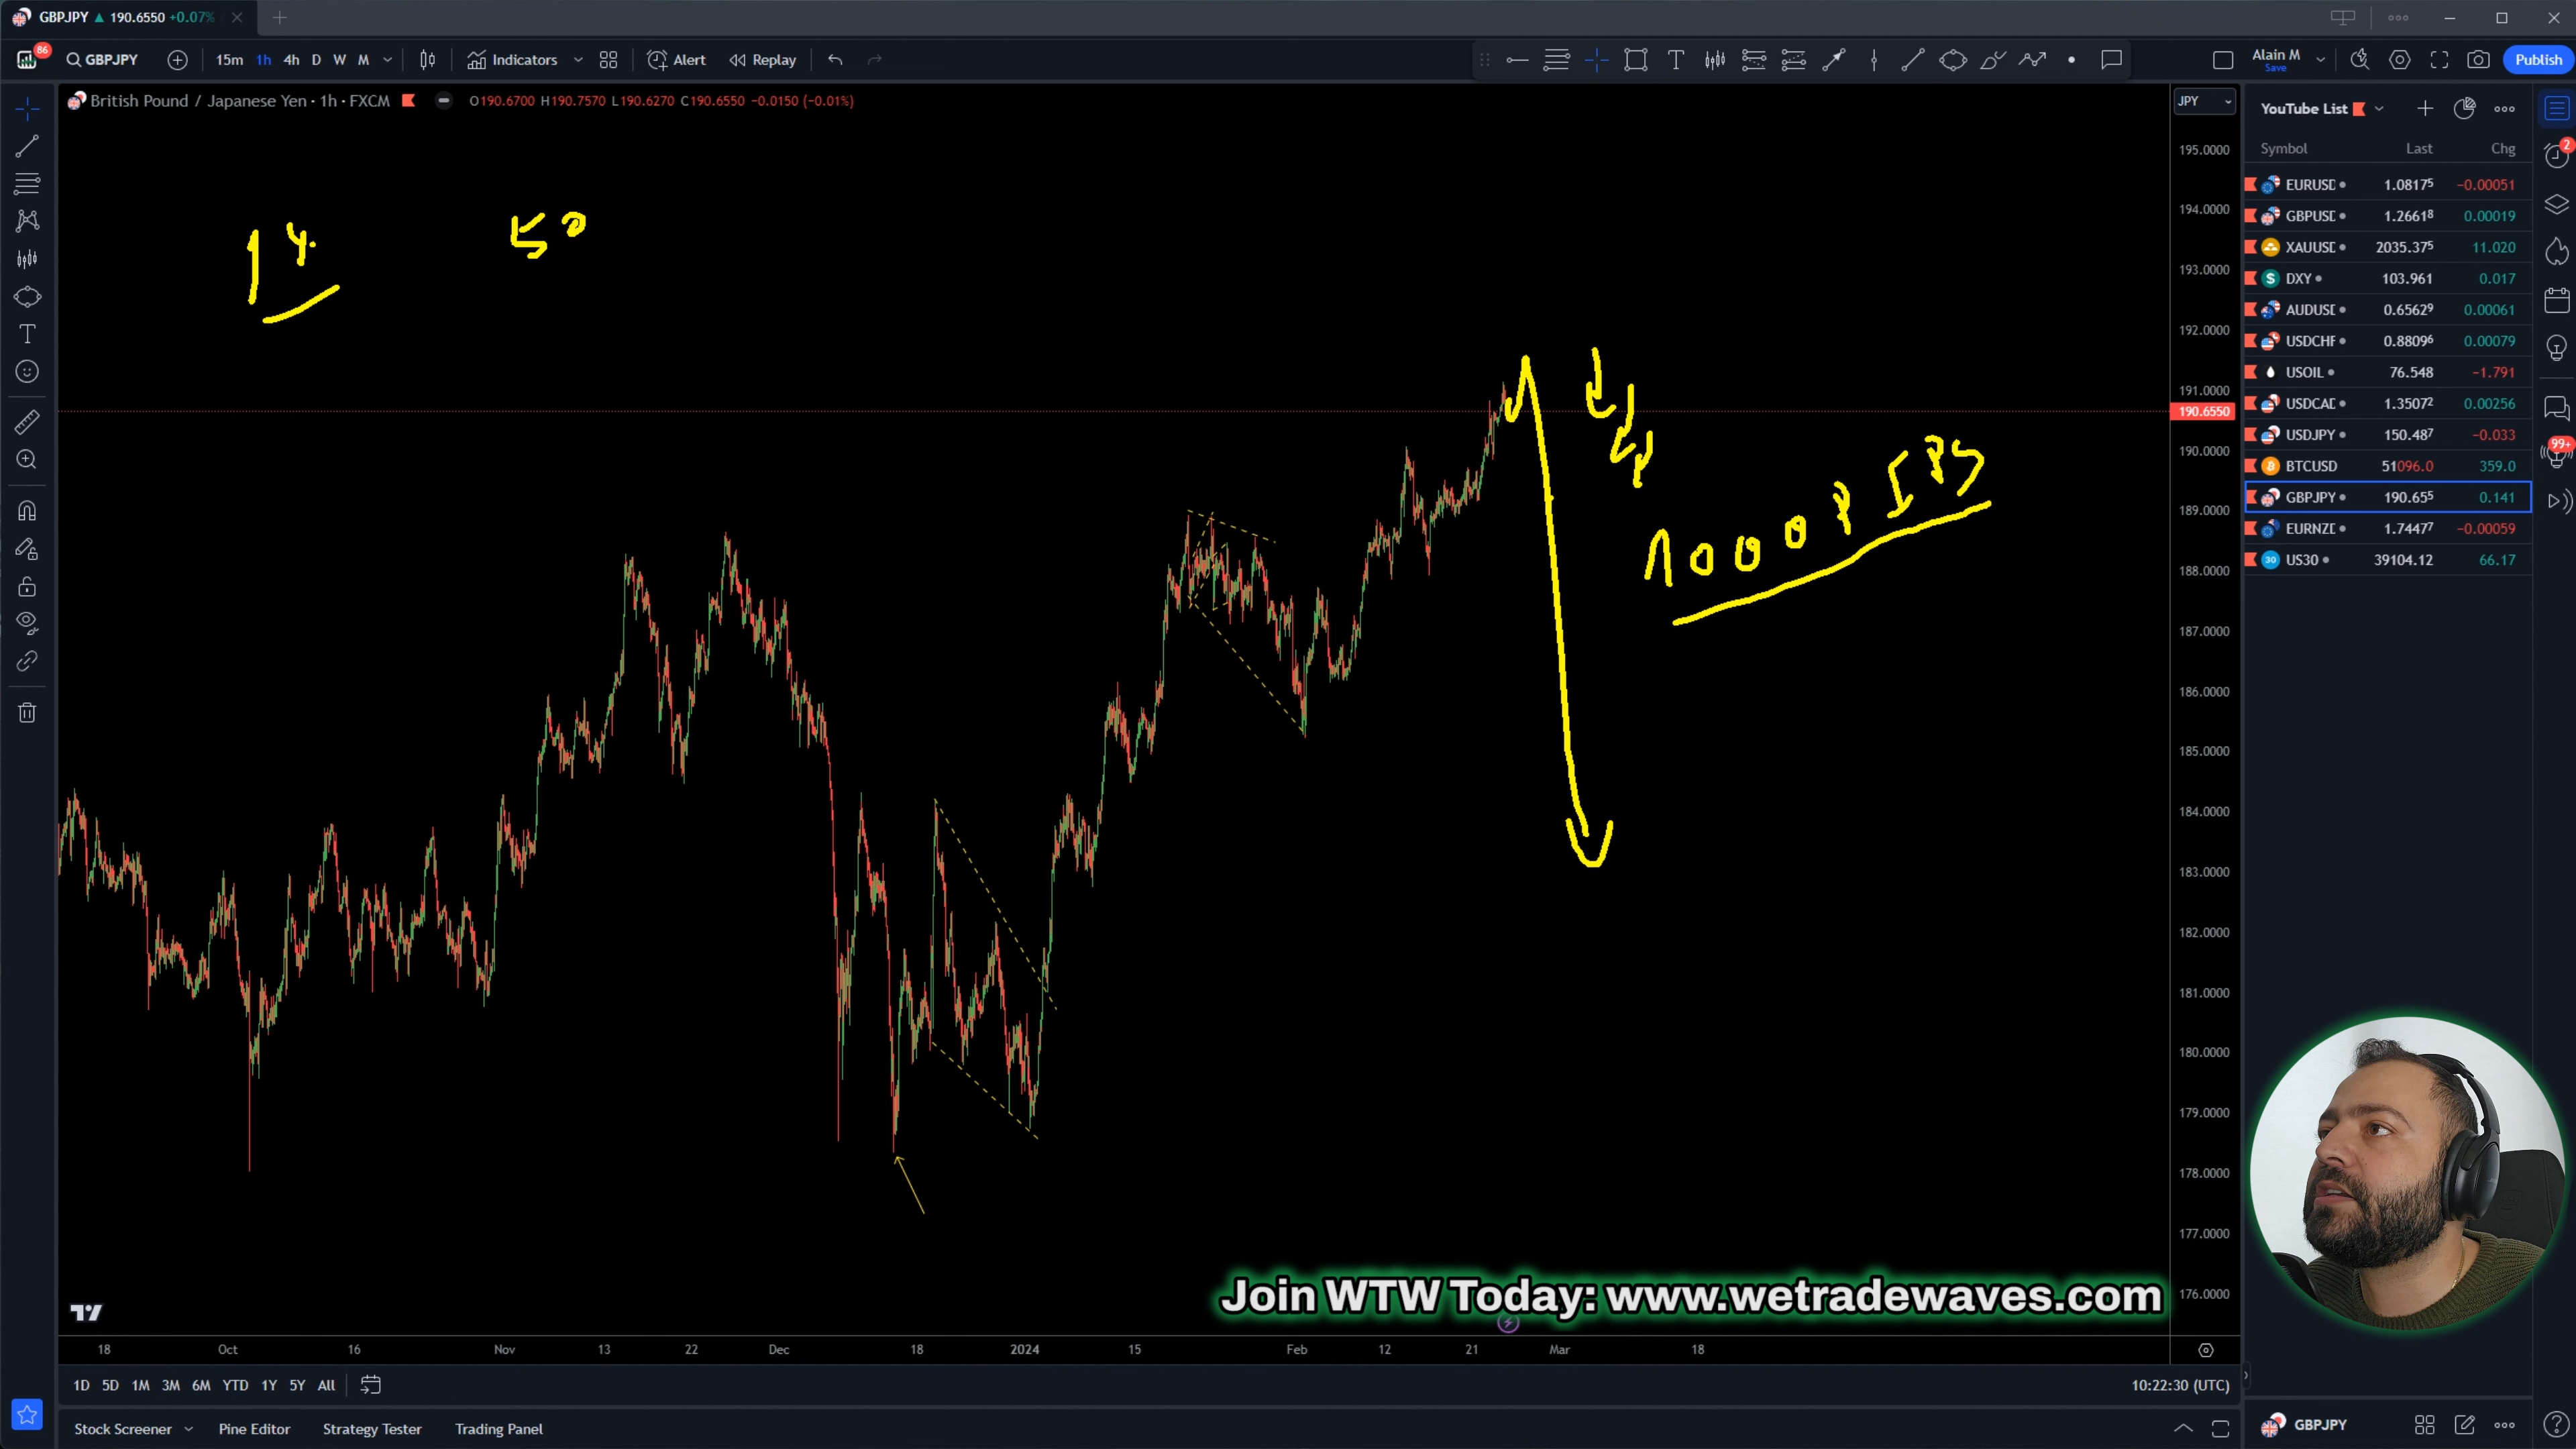 GBPJPY ▲ 190.6550 +0.07%
86 GBPJPY 15m 1h 4h D W M Indicators Alert Replay Alain M Save Publish
British Pound / Japanese Yen · 1h · FXCM O190.6700 H190.7570 L190.6270 C190.6550 −0.0150 (−0.01%)
JPY
195.0000
194.0000
193.0000
192.0000
191.0000
190.6550
190.0000
189.0000
188.0000
187.0000
186.0000
185.0000
184.0000
183.0000
182.0000
181.0000
180.0000
179.0000
178.0000
177.0000
176.0000
50
1000 PIPS
YouTube List
Symbol Last Chg
EURUSD 1.08175 −0.00051
GBPUSD 1.26618 0.00019
XAUUSD 2035.375 11.020
DXY 103.961 0.017
AUDUSD 0.65629 0.00061
USDCHF 0.88096 0.00079
USOIL 76.548 −1.791
USDCAD 1.35072 0.00256
USDJPY 150.487 −0.033
BTCUSD 51096.0 359.0
GBPJPY 190.655 0.141
EURNZD 1.74477 −0.00059
30 US30 39104.12 66.17
2
99+
Join WTW Today: www.wetradewaves.com
18 Oct 16 Nov 13 22 Dec 18 2024 15 Feb 12 21 Mar 18
1D 5D 1M 3M 6M YTD 1Y 5Y All 10:22:30 (UTC)
Stock Screener Pine Editor Strategy Tester Trading Panel
GBPJPY